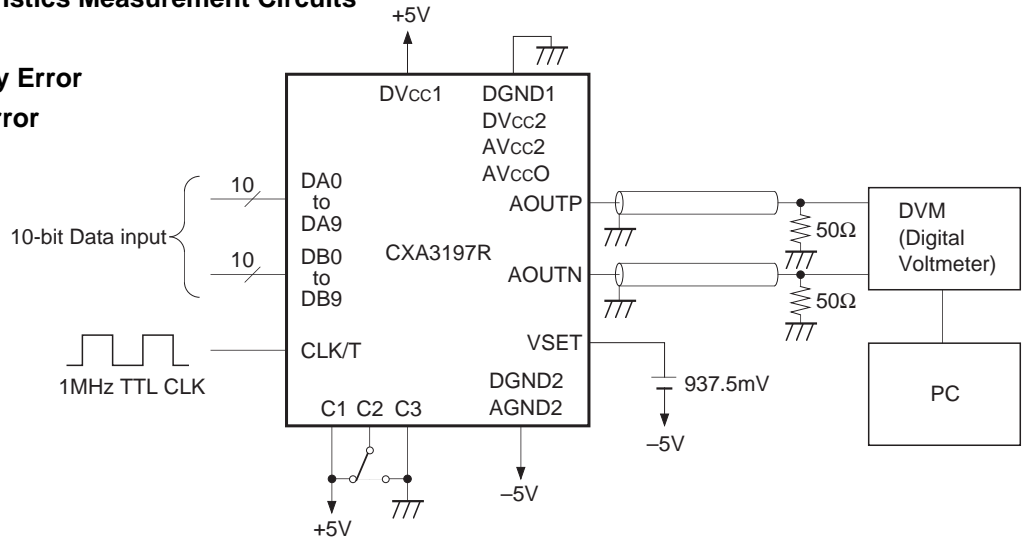 istics Measurement Circuits
y Error
rror
+5V
DVCC1
DGND1
DVCC2
AVCC2
AVCCO
10
DA0
to
DA9
10-bit Data input
10
DB0
to
DB9
CXA3197R
AOUTP
AOUTN
50Ω
50Ω
DVM
(Digital
Voltmeter)
CLK/T
1MHz TTL CLK
VSET
937.5mV
–5V
DGND2
AGND2
–5V
C1 C2 C3
+5V
PC